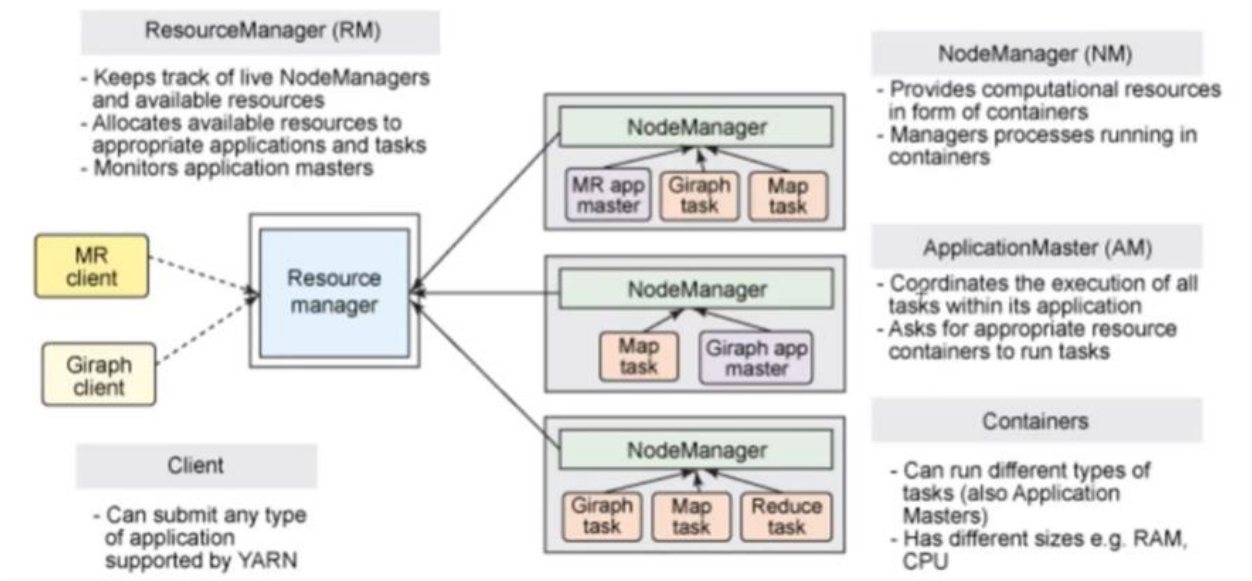 ResourceManager (RM)
- Keeps track of live NodeManagers
and available resources
- Allocates available resources to
appropriate applications and tasks
- Monitors application masters
MR
client
Giraph
client
Resource
manager
Client
- Can submit any type
of application
supported by YARN
NodeManager
MR app
master
Giraph
task
Map
task
NodeManager
Map
task
Giraph app
master
NodeManager
Giraph
task
Map
task
Reduce
task
NodeManager (NM)
- Provides computational resources
in form of containers
- Managers processes running in
containers
ApplicationMaster (AM)
- Coordinates the execution of all
tasks within its application
- Asks for appropriate resource
containers to run tasks
Containers
- Can run different types of
tasks (also Application
Masters)
- Has different sizes e.g. RAM,
CPU